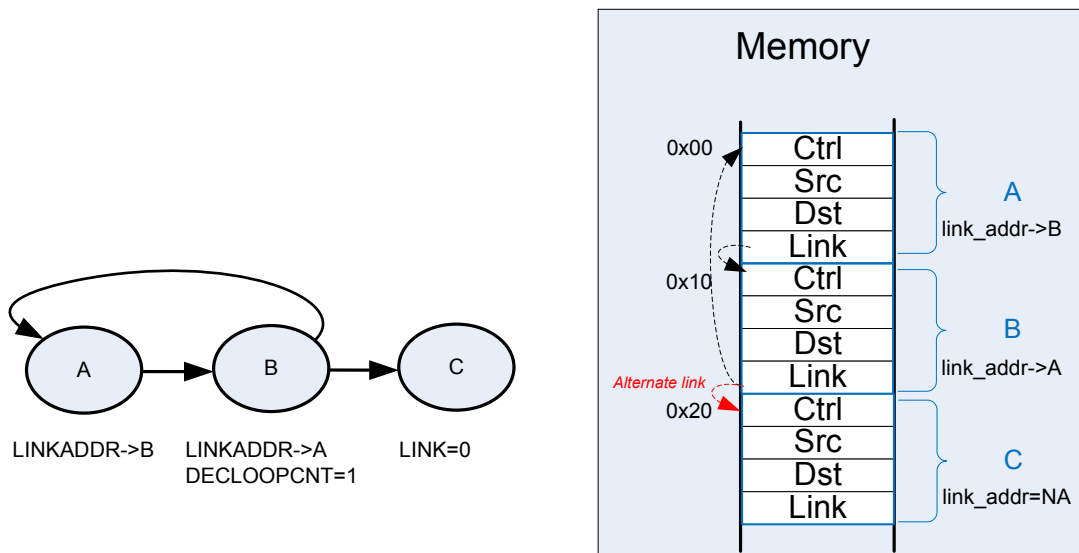 A
B
C
LINKADDR->B
LINKADDR->A
DECLOOPCNT=1
LINK=0
Memory
0x00
Ctrl
Src
Dst
Link
A
link_addr->B
0x10
Ctrl
Src
Dst
Link
B
link_addr->A
Alternate link
0x20
Ctrl
Src
Dst
Link
C
link_addr=NA